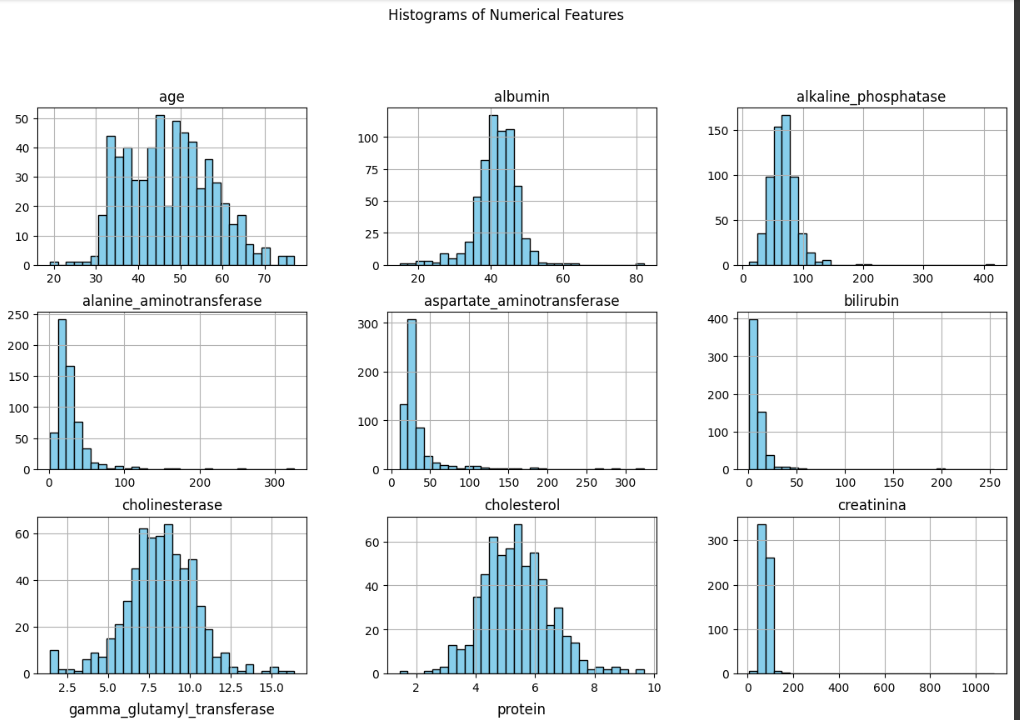 Histograms of Numerical Features
age albumin alkaline_phosphatase
50 40 30 20 10 0
100 75 50 25 0
150 100 50 0
20 30 40 50 60 70
20 40 60 80
0 100 200 300 400
alanine_aminotransferase aspartate_aminotransferase bilirubin
250 200 150 100 50 0
300 200 100 0
400 300 200 100 0
0 100 200 300
0 50 100 150 200 250 300
0 50 100 150 200 250
cholinesterase cholesterol creatinina
60 40 20 0
60 40 20 0
300 200 100 0
2.5 5.0 7.5 10.0 12.5 15.0
2 4 6 8 10
0 200 400 600 800 1000
gamma_glutamyl_transferase protein